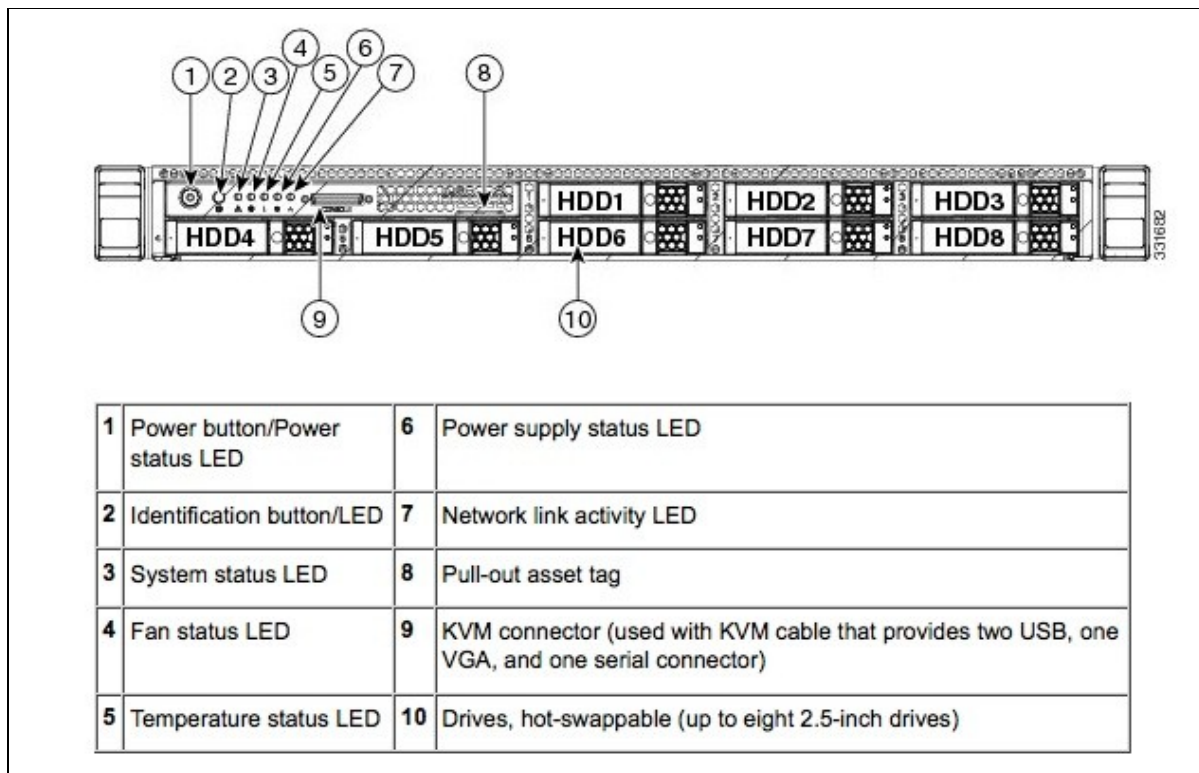 4 6
1 2 3 5 7 8
HDD1 HDD2 HDD3
HDD4 HDD5 HDD6 HDD7 HDD8
331682
9 10
1 Power button/Power status LED 6 Power supply status LED
2 Identification button/LED 7 Network link activity LED
3 System status LED 8 Pull-out asset tag
4 Fan status LED 9 KVM connector (used with KVM cable that provides two USB, one VGA, and one serial connector)
5 Temperature status LED 10 Drives, hot-swappable (up to eight 2.5-inch drives)